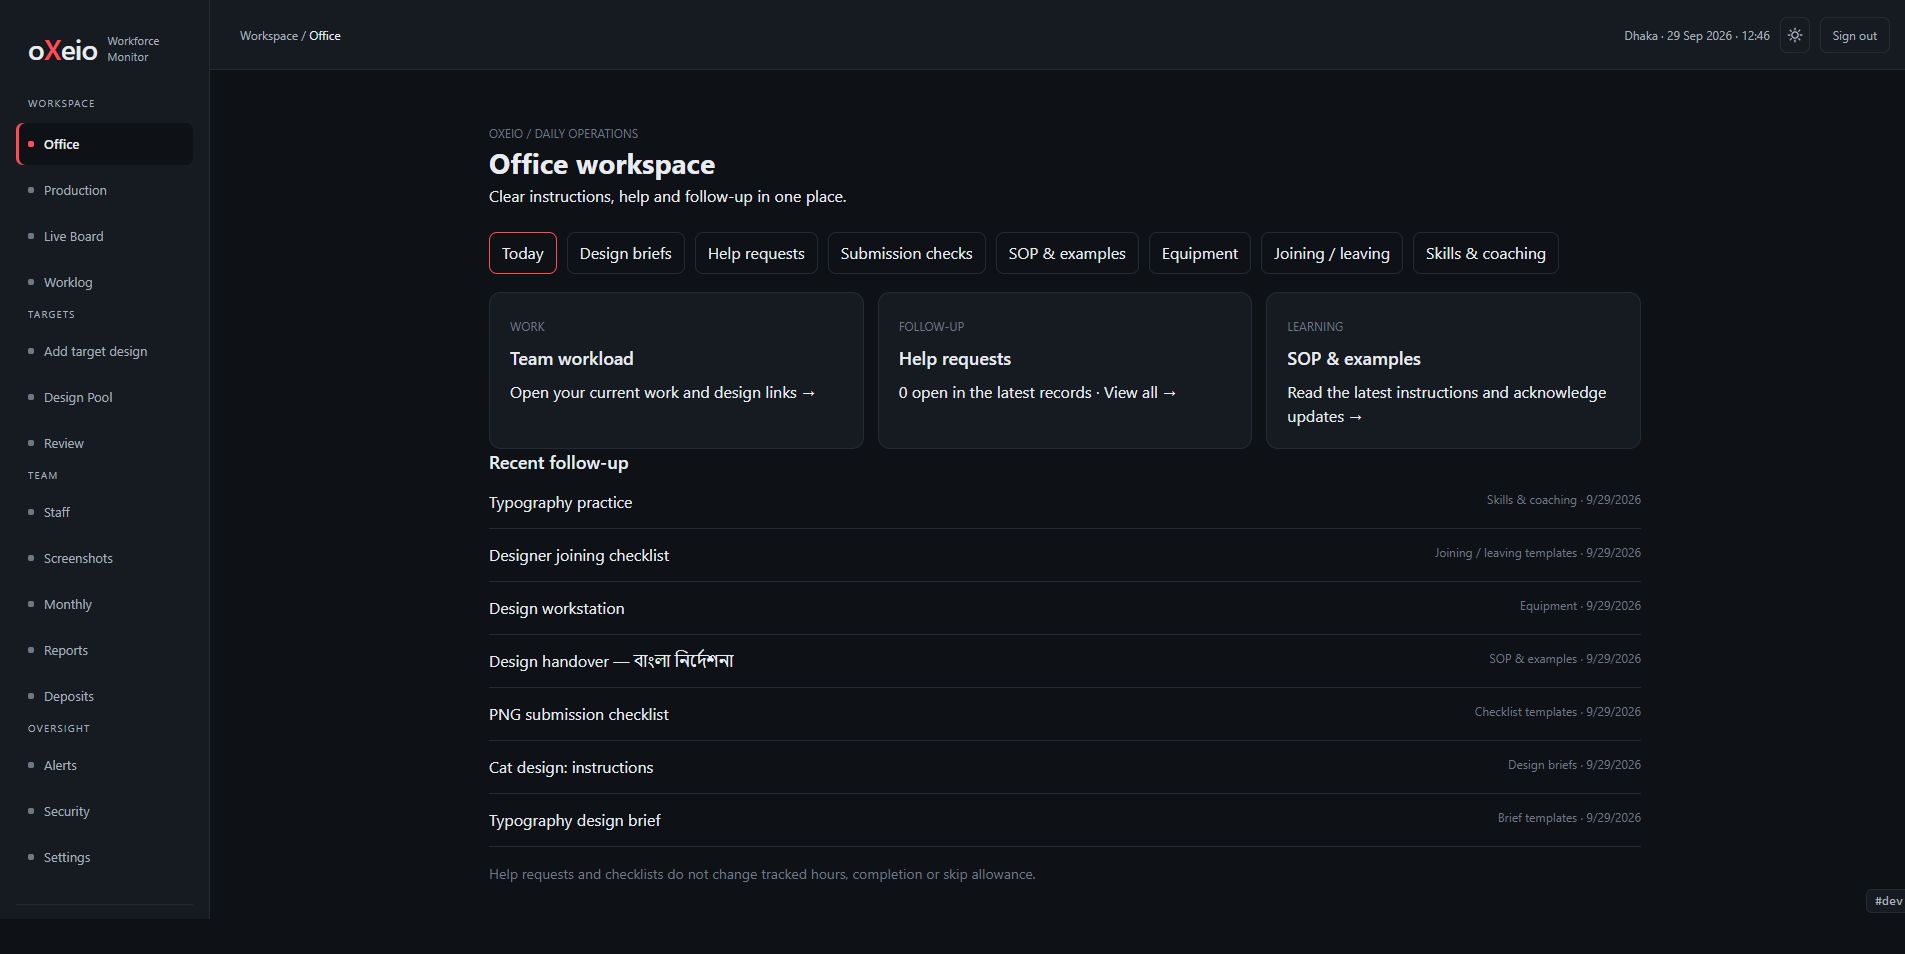 oXeio
Workforce
Monitor
WORKSPACE
Office
Production
Live Board
Worklog
TARGETS
Add target design
Design Pool
Review
TEAM
Staff
Screenshots
Monthly
Reports
Deposits
OVERSIGHT
Alerts
Security
Settings
Workspace / Office
Dhaka · 29 Sep 2026 · 12:46
Sign out
OXEIO / DAILY OPERATIONS
Office workspace
Clear instructions, help and follow-up in one place.
Today
Design briefs
Help requests
Submission checks
SOP & examples
Equipment
Joining / leaving
Skills & coaching
WORK
Team workload
Open your current work and design links →
FOLLOW-UP
Help requests
0 open in the latest records · View all →
LEARNING
SOP & examples
Read the latest instructions and acknowledge
updates →
Recent follow-up
Typography practice
Skills & coaching · 9/29/2026
Designer joining checklist
Joining / leaving templates · 9/29/2026
Design workstation
Equipment · 9/29/2026
Design handover — বাংলা নির্দেশনা
SOP & examples · 9/29/2026
PNG submission checklist
Checklist templates · 9/29/2026
Cat design: instructions
Design briefs · 9/29/2026
Typography design brief
Brief templates · 9/29/2026
Help requests and checklists do not change tracked hours, completion or skip allowance.
#dev